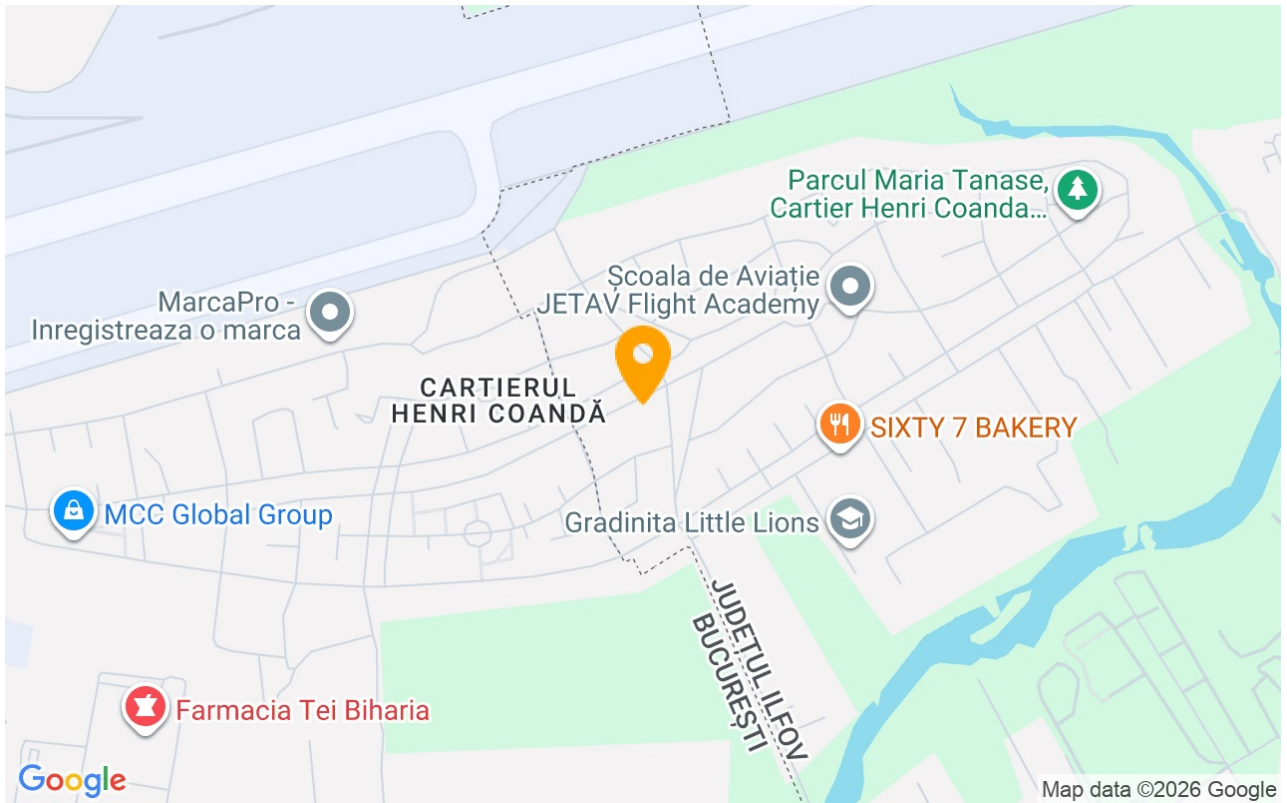 Parcul Maria Tanase,
Cartier Henri Coanda...
Școala de Aviație
JETAV Flight Academy
MarcaPro -
Inregistreaza o marca
CARTIERUL
HENRI COANDĂ
SIXTY 7 BAKERY
MCC Global Group
Gradinita Little Lions
JUDEȚUL ILFOV
BUCUREȘTI
Farmacia Tei Biharia
Google
Map data ©2026 Google